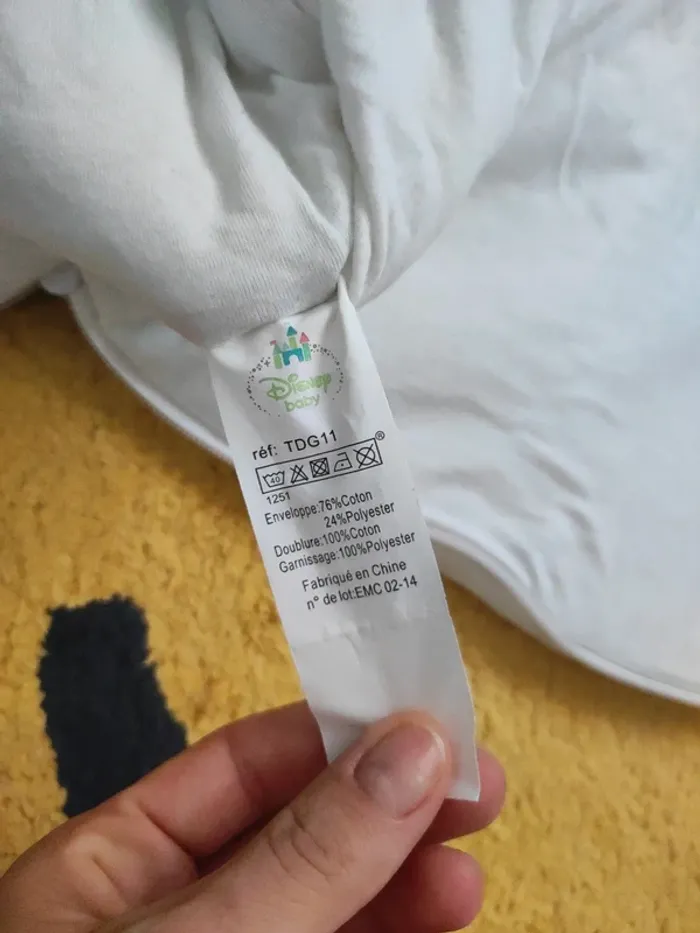 Disney
baby
réf: TDG11
40
®
1251
Enveloppe:76%Coton
24%Polyester
Doublure:100%Coton
Garnissage:100%Polyester
Fabriqué en Chine
n° de lot:EMC 02-14